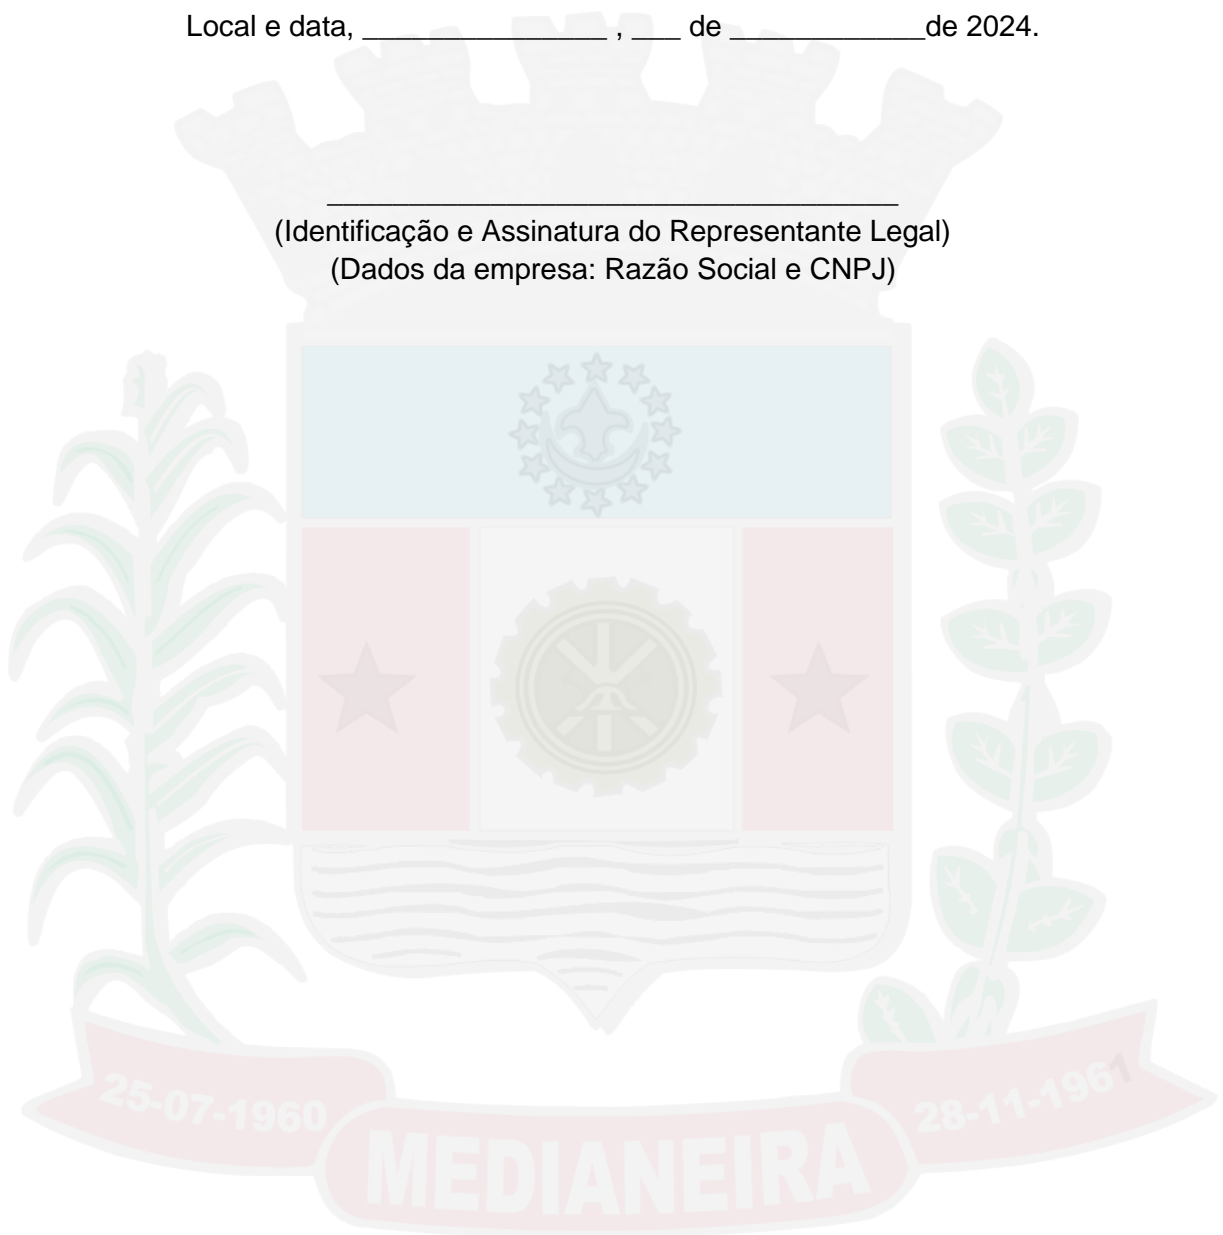 Local e data, _______________ , ___ de ____________de 2024.
___________________________________
(Identificação e Assinatura do Representante Legal)
(Dados da empresa: Razão Social e CNPJ)
25-07-1960
28-11-1961
MEDIANEIRA